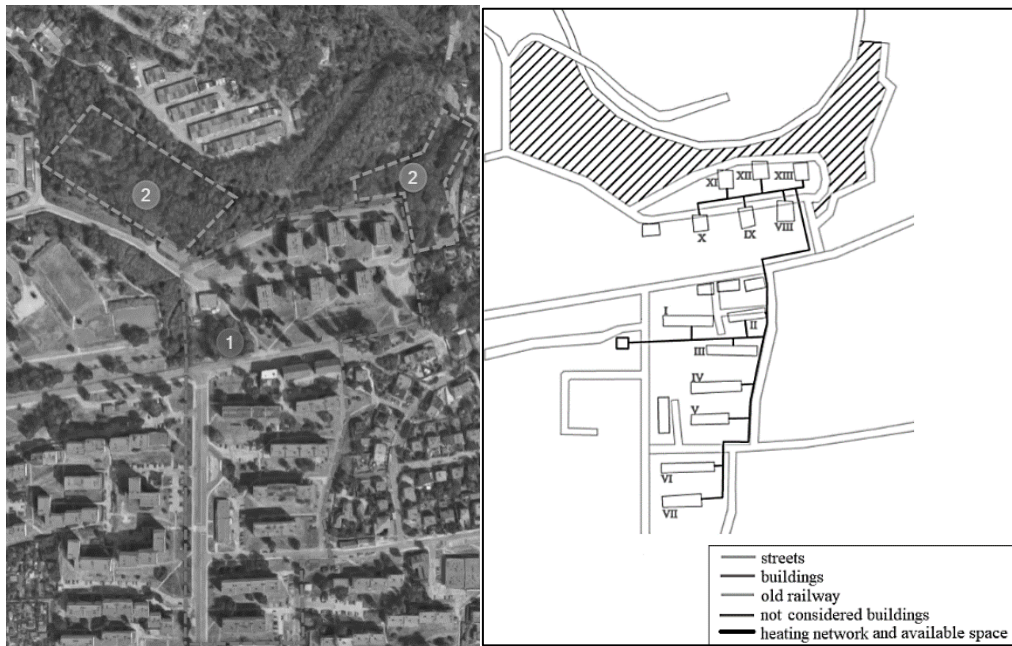 2
2
1
XI
XII
XIII
X
IX
VIII
I
II
III
IV
V
VI
VII
streets
buildings
old railway
not considered buildings
heating network and available space